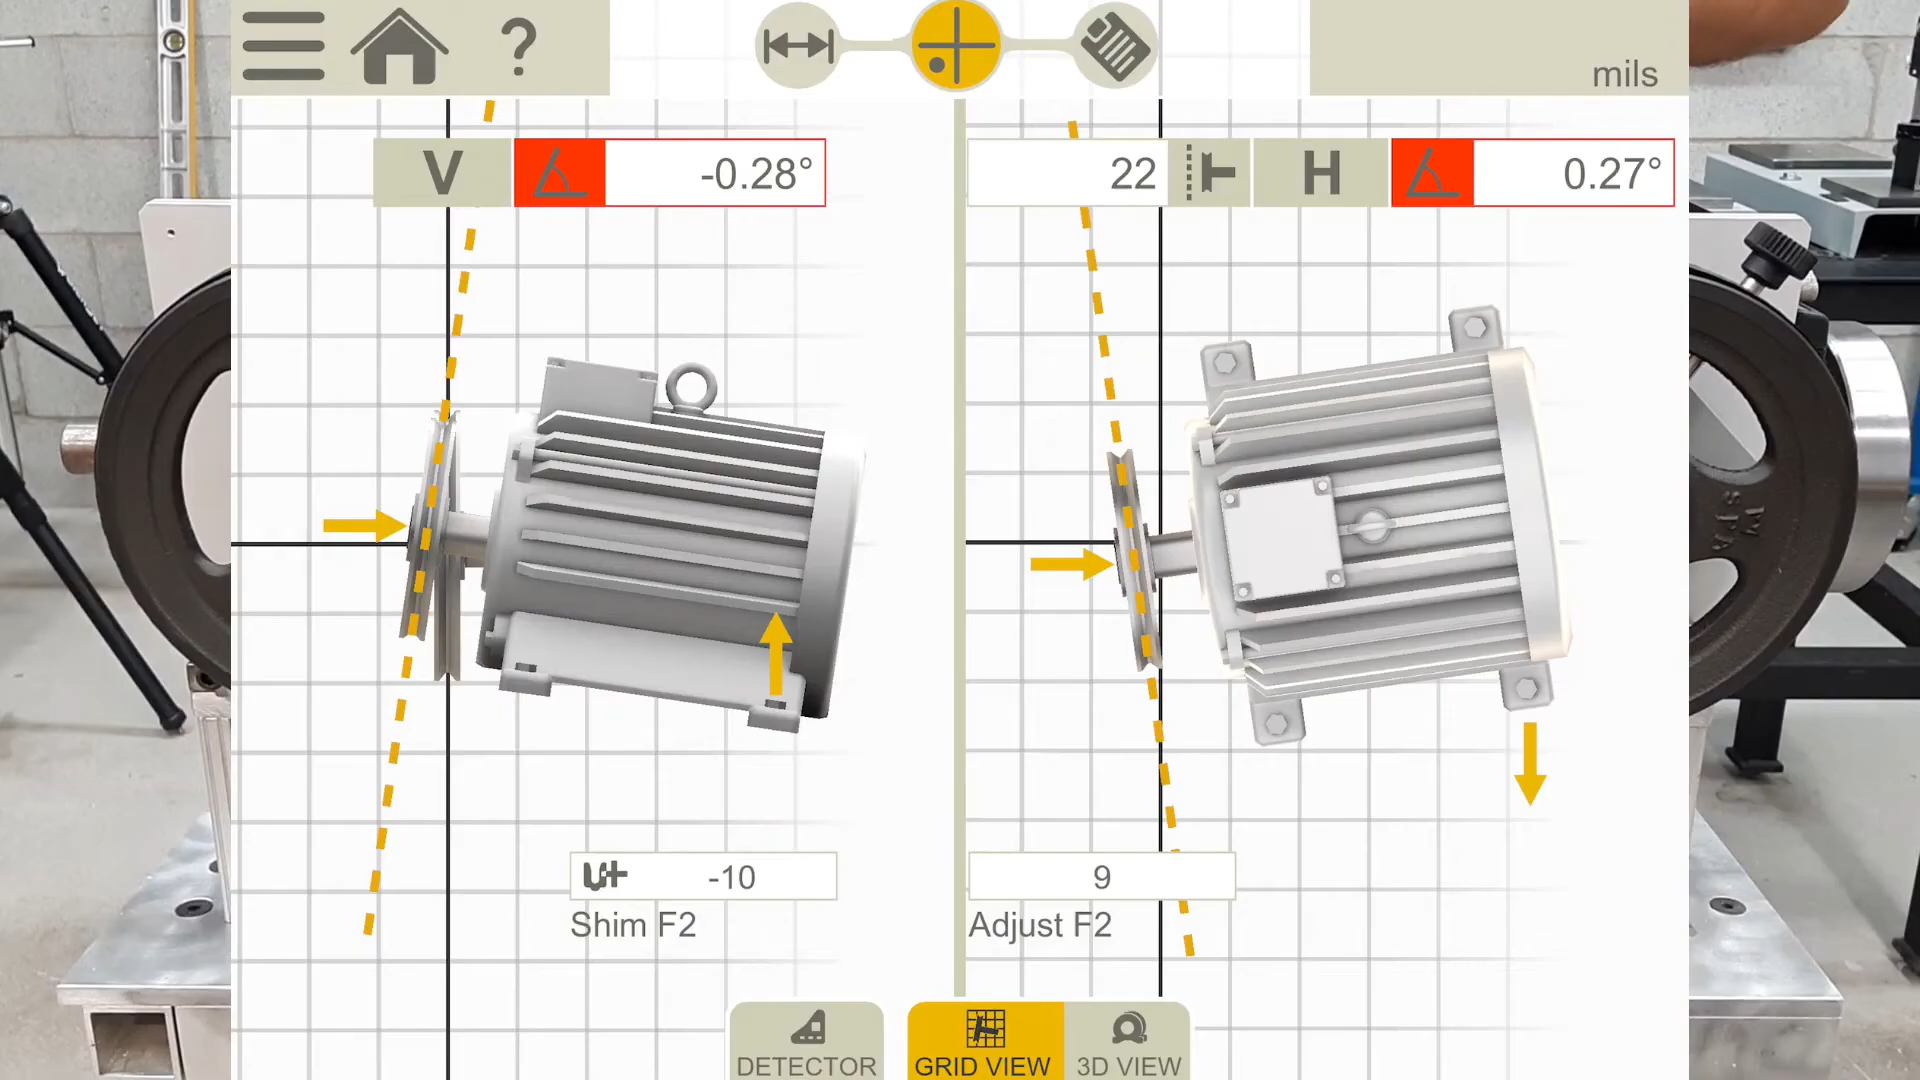 ?
mils
V
-0.28°
22
H
0.27°
-10
Shim F2
9
Adjust F2
DETECTOR
GRID VIEW
3D VIEW